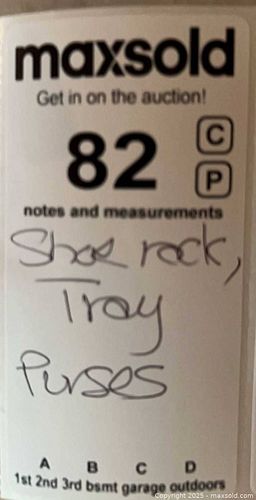 maxsold
Get in on the auction!
82
C
P
notes and measurements
Shoe rack,
Tray
Purses
A B C D
1st 2nd 3rd bsmt garage outdoors
Copyright 2025 - maxsold.com